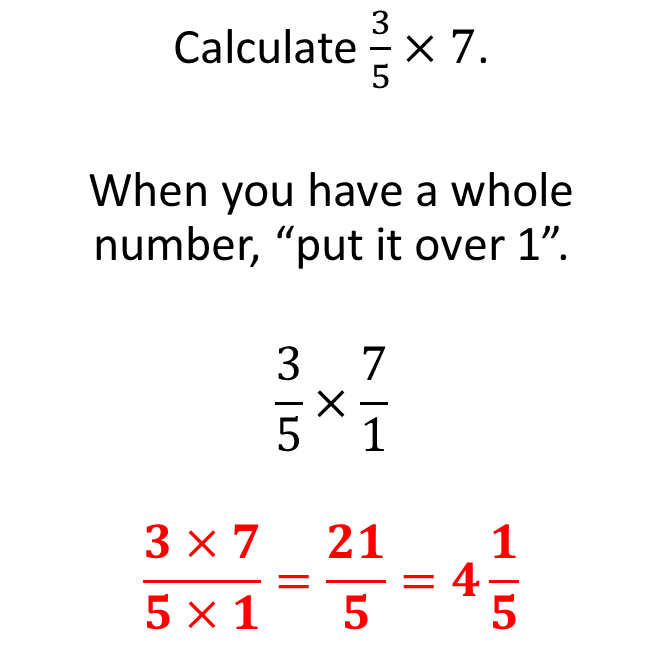 Calculate 3/5 × 7.
When you have a whole
number, “put it over 1”.
3/5 × 7/1
3 × 7/5 × 1 = 21/5 = 4 1/5